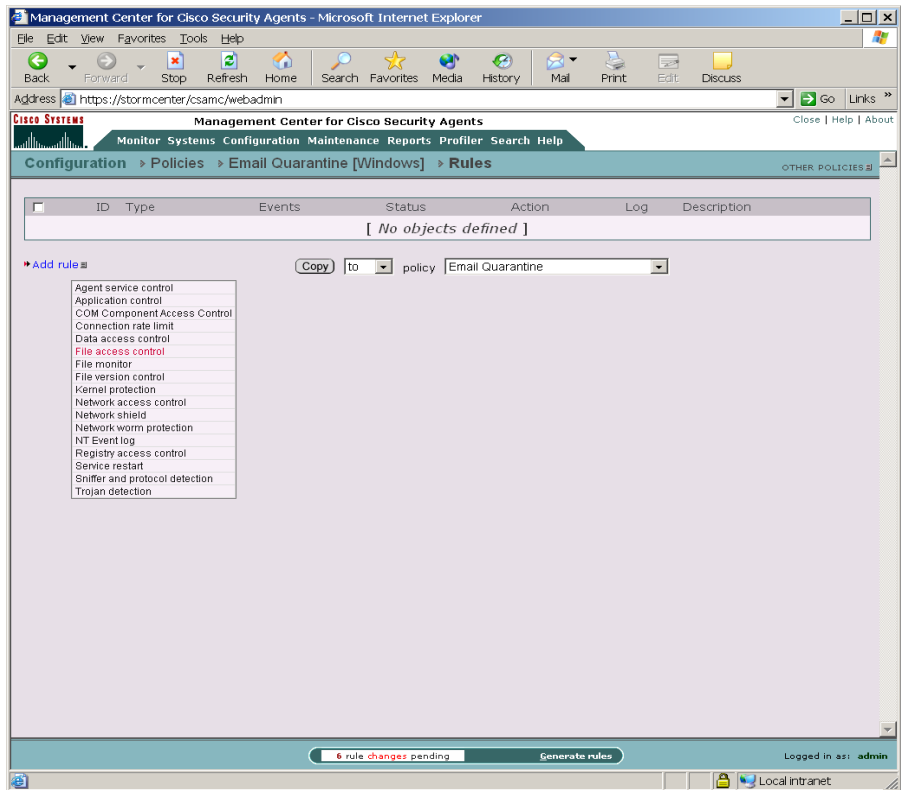 Management Center for Cisco Security Agents - Microsoft Internet Explorer
File Edit View Favorites Tools Help
Back Forward Stop Refresh Home Search Favorites Media History Mail Print Edit Discuss
Address https://stormcenter/csamc/webadmin Go Links »
CISCO SYSTEMS Management Center for Cisco Security Agents Close | Help | About
Monitor Systems Configuration Maintenance Reports Profiler Search Help
Configuration > Policies > Email Quarantine [Windows] > Rules OTHER POLICIES
ID Type Events Status Action Log Description
[ No objects defined ]
Add rule Copy to policy Email Quarantine
Agent service control
Application control
COM Component Access Control
Connection rate limit
Data access control
File access control
File monitor
File version control
Kernel protection
Network access control
Network shield
Network worm protection
NT Event log
Registry access control
Service restart
Sniffer and protocol detection
Trojan detection
6 rule changes pending Generate rules Logged in as: admin
Local intranet